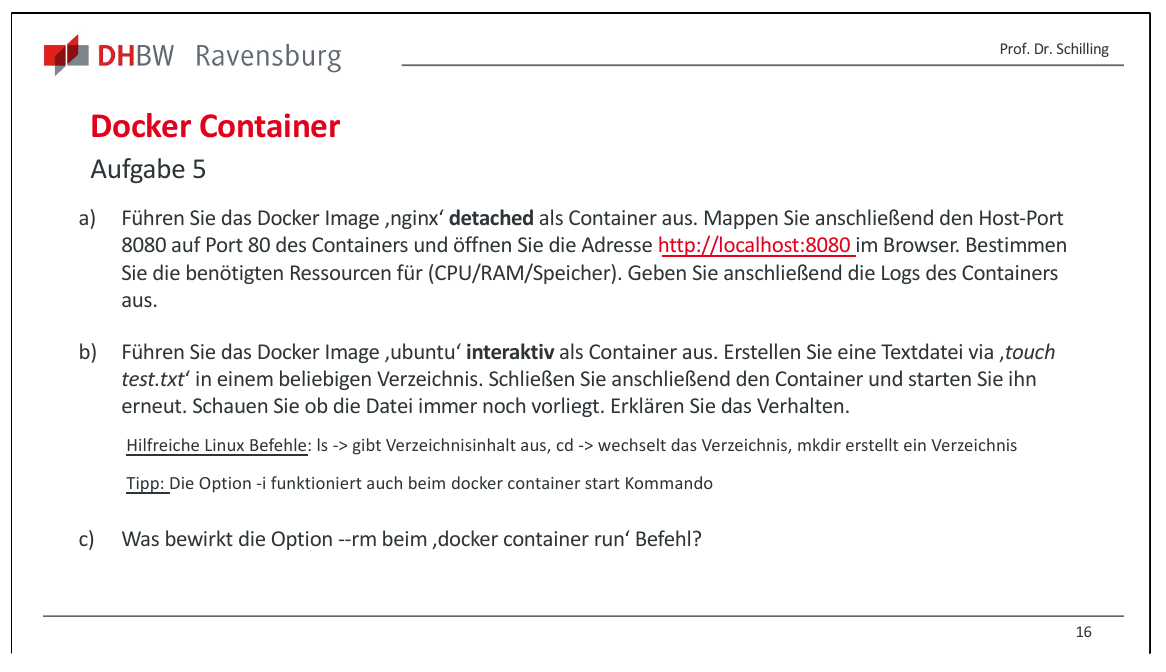 DHBW Ravensburg
Prof. Dr. Schilling
Docker Container
Aufgabe 5
a) Führen Sie das Docker Image ‚nginx‘ detached als Container aus. Mappen Sie anschließend den Host-Port
8080 auf Port 80 des Containers und öffnen Sie die Adresse http://localhost:8080 im Browser. Bestimmen
Sie die benötigten Ressourcen für (CPU/RAM/Speicher). Geben Sie anschließend die Logs des Containers
aus.
b) Führen Sie das Docker Image ‚ubuntu‘ interaktiv als Container aus. Erstellen Sie eine Textdatei via ‚touch
test.txt‘ in einem beliebigen Verzeichnis. Schließen Sie anschließend den Container und starten Sie ihn
erneut. Schauen Sie ob die Datei immer noch vorliegt. Erklären Sie das Verhalten.
Hilfreiche Linux Befehle: ls -> gibt Verzeichnisinhalt aus, cd -> wechselt das Verzeichnis, mkdir erstellt ein Verzeichnis
Tipp: Die Option -i funktioniert auch beim docker container start Kommando
c) Was bewirkt die Option --rm beim ‚docker container run‘ Befehl?
16